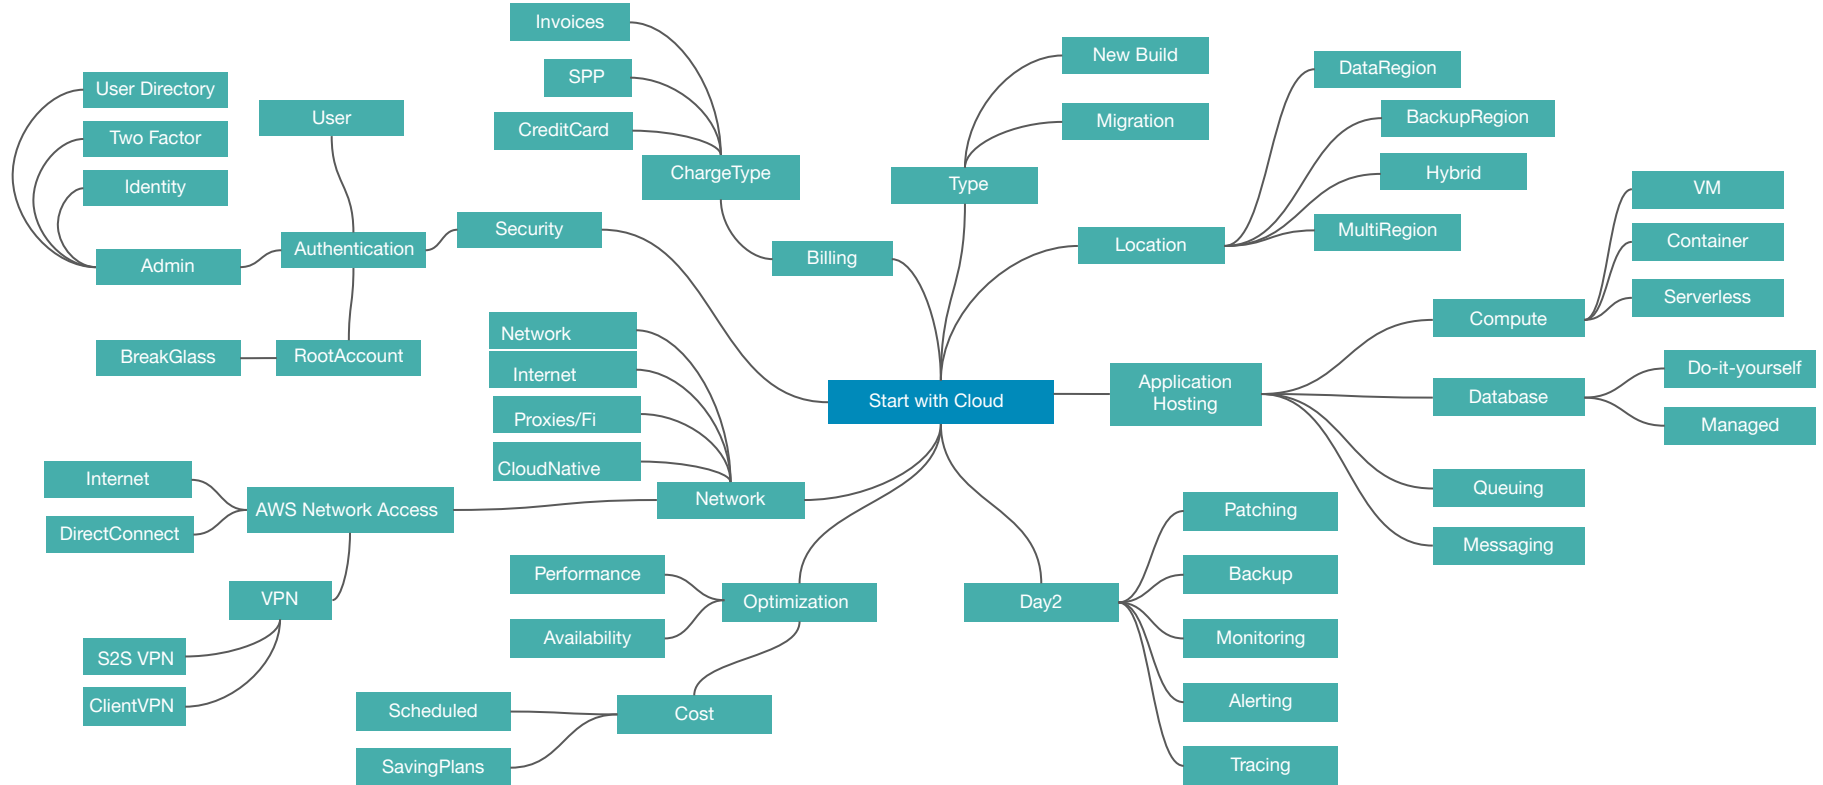 Invoices
SPP
CreditCard
ChargeType
Billing
New Build
Migration
Type
DataRegion
BackupRegion
Hybrid
MultiRegion
Location
User Directory
Two Factor
Identity
Admin
User
Authentication
Security
BreakGlass
RootAccount
VM
Container
Serverless
Compute
Do-it-yourself
Managed
Database
Application
Hosting
Queuing
Messaging
Start with Cloud
Network
Internet
Proxies/Fi
CloudNative
Network
Internet
DirectConnect
AWS Network Access
VPN
S2S VPN
ClientVPN
Performance
Availability
Optimization
Scheduled
SavingPlans
Cost
Day2
Patching
Backup
Monitoring
Alerting
Tracing